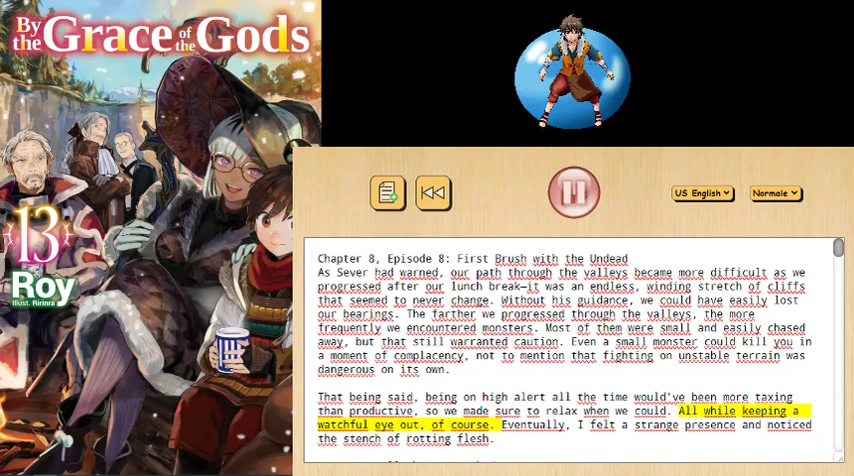 By
the Grace of the Gods
13
Roy
Illust. Ririnra
US English
Normale
Chapter 8, Episode 8: First Brush with the Undead
As Sever had warned, our path through the valleys became more difficult as we
progressed after our lunch break—it was an endless, winding stretch of cliffs
that seemed to never change. Without his guidance, we could have easily lost
our bearings. The farther we progressed through the valleys, the more
frequently we encountered monsters. Most of them were small and easily chased
away, but that still warranted caution. Even a small monster could kill you in
a moment of complacency, not to mention that fighting on unstable terrain was
dangerous on its own.
That being said, being on high alert all the time would've been more taxing
than productive, so we made sure to relax when we could. All while keeping a
watchful eye out, of course. Eventually, I felt a strange presence and noticed
the stench of rotting flesh.